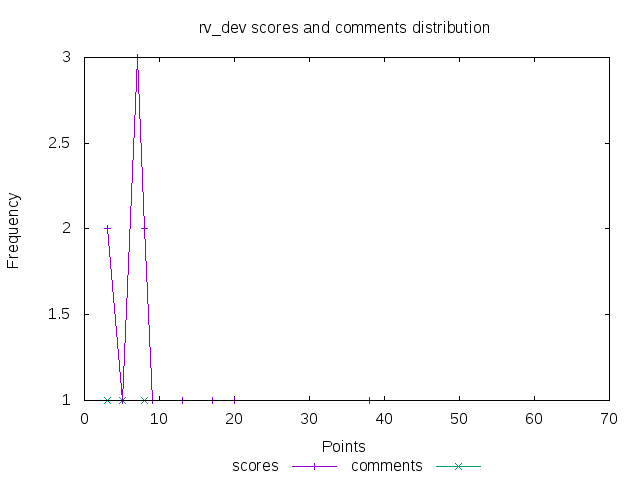 rv_dev scores and comments distribution
3
2.5
2
1.5
1
Frequency
0 10 20 30 40 50 60 70
Points
scores comments